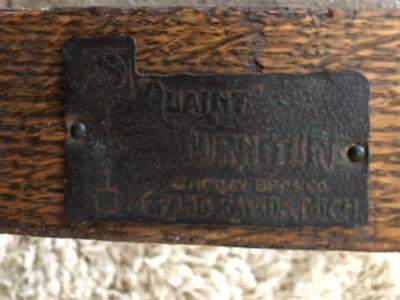 QUAINT
FURNITURE
STICKLEY BROS. CO.
GRAND RAPIDS, MICH.